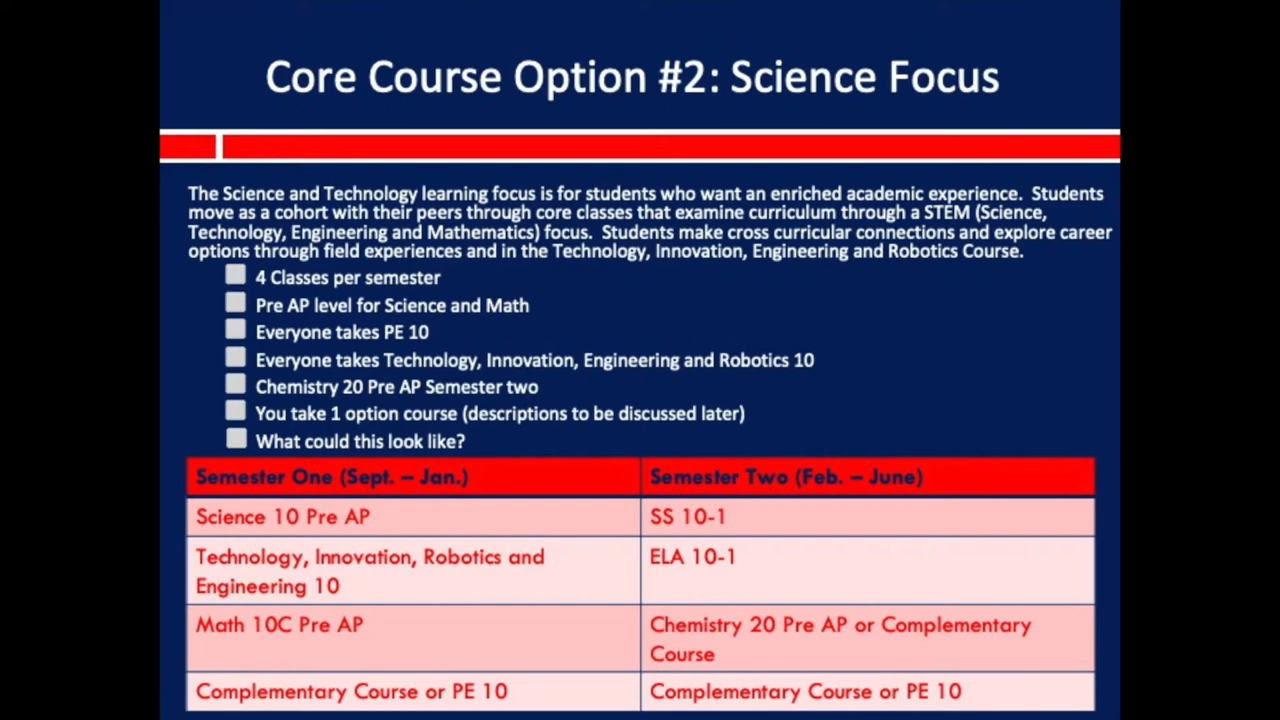 Core Course Option #2: Science Focus
The Science and Technology learning focus is for students who want an enriched academic experience.  Students
move as a cohort with their peers through core classes that examine curriculum through a STEM (Science,
Technology, Engineering and Mathematics) focus.  Students make cross curricular connections and explore career
options through field experiences and in the Technology, Innovation, Engineering and Robotics Course.
4 Classes per semester
Pre AP level for Science and Math
Everyone takes PE 10
Everyone takes Technology, Innovation, Engineering and Robotics 10
Chemistry 20 Pre AP Semester two
You take 1 option course (descriptions to be discussed later)
What could this look like?
Semester One (Sept. – Jan.)
Semester Two (Feb. – June)
Science 10 Pre AP
SS 10-1
Technology, Innovation, Robotics and
Engineering 10
ELA 10-1
Math 10C Pre AP
Chemistry 20 Pre AP or Complementary
Course
Complementary Course or PE 10
Complementary Course or PE 10